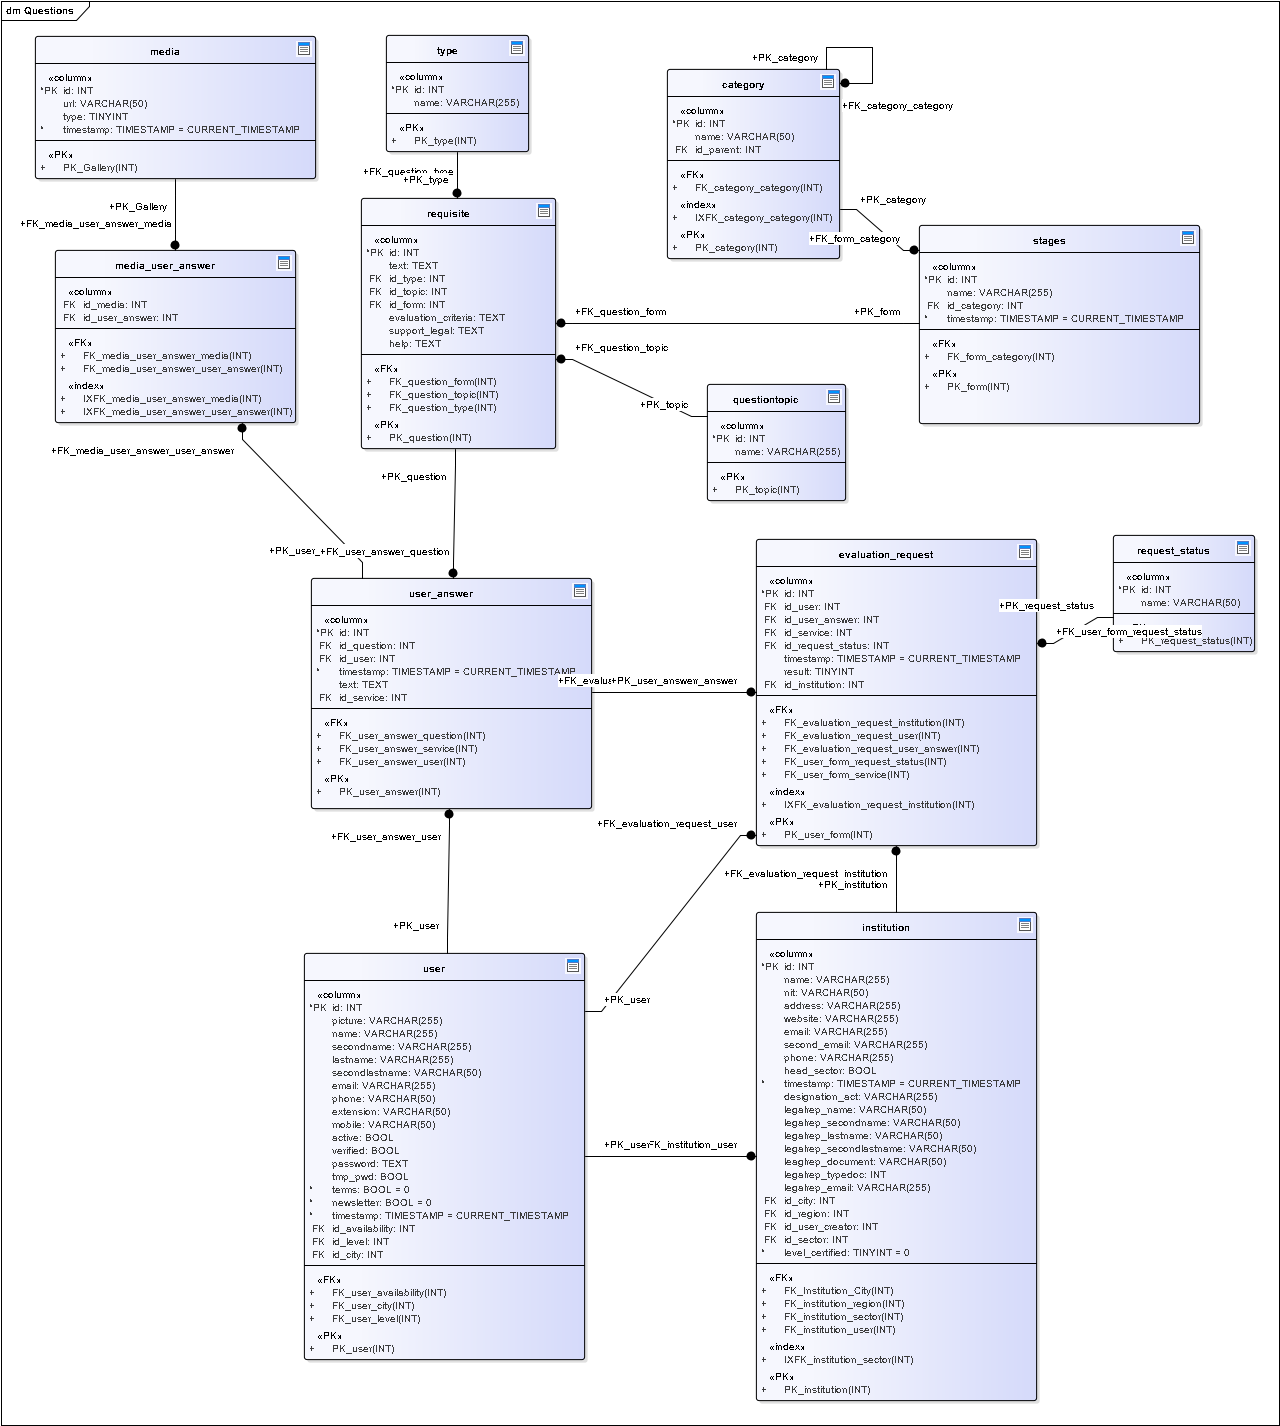 dm Questions
media
«column»
*PK id: INT
url: VARCHAR(50)
type: TINYINT
* timestamp: TIMESTAMP = CURRENT_TIMESTAMP
«PK»
+ PK_Gallery(INT)
type
«column»
*PK id: INT
name: VARCHAR(255)
«PK»
+ PK_type(INT)
+PK_category
category
«column»
*PK id: INT
name: VARCHAR(50)
FK id_parent: INT
«FK»
+ FK_category_category(INT)
«index»
+ IXFK_category_category(INT)
«PK»
+ PK_category(INT)
+FK_category_category
+PK_category
+FK_form_category
+FK_question_type
+PK_type
+PK_Gallery
+FK_media_user_answer_media
media_user_answer
«column»
FK id_media: INT
FK id_user_answer: INT
«FK»
+ FK_media_user_answer_media(INT)
+ FK_media_user_answer_user_answer(INT)
«index»
+ IXFK_media_user_answer_media(INT)
+ IXFK_media_user_answer_user_answer(INT)
requisite
«column»
*PK id: INT
text: TEXT
FK id_type: INT
FK id_topic: INT
FK id_form: INT
evaluation_criteria: TEXT
support_legal: TEXT
help: TEXT
«FK»
+ FK_question_form(INT)
+ FK_question_topic(INT)
+ FK_question_type(INT)
«PK»
+ PK_question(INT)
stages
«column»
*PK id: INT
name: VARCHAR(255)
FK id_category: INT
* timestamp: TIMESTAMP = CURRENT_TIMESTAMP
«FK»
+ FK_form_category(INT)
«PK»
+ PK_form(INT)
+FK_question_form
+PK_form
+FK_question_topic
+PK_topic
questiontopic
«column»
*PK id: INT
name: VARCHAR(255)
«PK»
+ PK_topic(INT)
+FK_media_user_answer_user_answer
+PK_question
+PK_user_
+FK_user_answer_question
user_answer
«column»
*PK id: INT
FK id_question: INT
FK id_user: INT
* timestamp: TIMESTAMP = CURRENT_TIMESTAMP
text: TEXT
FK id_service: INT
«FK»
+ FK_user_answer_question(INT)
+ FK_user_answer_service(INT)
+ FK_user_answer_user(INT)
«PK»
+ PK_user_answer(INT)
+FK_evalua
+PK_user_answer_answer
evaluation_request
«column»
*PK id: INT
FK id_user: INT
FK id_user_answer: INT
FK id_service: INT
FK id_request_status: INT
timestamp: TIMESTAMP = CURRENT_TIMESTAMP
result: TINYINT
FK id_institution: INT
«FK»
+ FK_evaluation_request_institution(INT)
+ FK_evaluation_request_user(INT)
+ FK_evaluation_request_user_answer(INT)
+ FK_user_form_request_status(INT)
+ FK_user_form_service(INT)
«index»
+ IXFK_evaluation_request_institution(INT)
«PK»
+ PK_user_form(INT)
request_status
«column»
*PK id: INT
name: VARCHAR(50)
+ PK_request_status(INT)
+PK_request_status
+FK_user_form_request_status
+FK_user_answer_user
+PK_user
+FK_evaluation_request_user
+PK_user
+FK_evaluation_request_institution
+PK_institution
user
«column»
*PK id: INT
picture: VARCHAR(255)
name: VARCHAR(255)
secondname: VARCHAR(255)
lastname: VARCHAR(255)
secondlastname: VARCHAR(50)
email: VARCHAR(255)
phone: VARCHAR(50)
extension: VARCHAR(50)
mobile: VARCHAR(50)
active: BOOL
verified: BOOL
password: TEXT
tmp_pwd: BOOL
* terms: BOOL = 0
* newsletter: BOOL = 0
* timestamp: TIMESTAMP = CURRENT_TIMESTAMP
FK id_availability: INT
FK id_level: INT
FK id_city: INT
«FK»
+ FK_user_availability(INT)
+ FK_user_city(INT)
+ FK_user_level(INT)
«PK»
+ PK_user(INT)
+PK_user
FK_institution_user
institution
«column»
*PK id: INT
name: VARCHAR(255)
nit: VARCHAR(50)
address: VARCHAR(255)
website: VARCHAR(255)
email: VARCHAR(255)
second_email: VARCHAR(255)
phone: VARCHAR(255)
head_sector: BOOL
* timestamp: TIMESTAMP = CURRENT_TIMESTAMP
designation_act: VARCHAR(255)
legalrep_name: VARCHAR(50)
legalrep_secondname: VARCHAR(50)
legalrep_lastname: VARCHAR(50)
legalrep_secondlastname: VARCHAR(50)
leaglrep_document: VARCHAR(50)
legalrep_typedoc: INT
legalrep_email: VARCHAR(255)
FK id_city: INT
FK id_region: INT
FK id_user_creator: INT
FK id_sector: INT
* level_certified: TINYINT = 0
«FK»
+ FK_Institution_City(INT)
+ FK_institution_region(INT)
+ FK_institution_sector(INT)
+ FK_institution_user(INT)
«index»
+ IXFK_institution_sector(INT)
«PK»
+ PK_institution(INT)